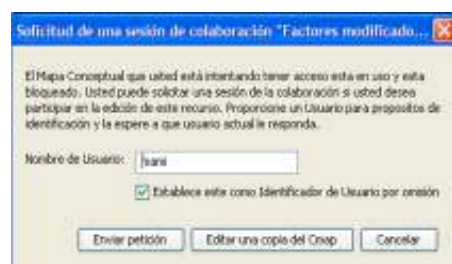 Solicitud de una sesión de colaboración "Factores modificado...
El Mapa Conceptual que usted está intentando tener acceso esta en uso y esta
bloqueado. Usted puede solicitar una sesión de la colaboración si usted desea
participar en la edición de este recurso. Proporcione un Usuario para propositos de
identificación y la espere a que usuario actual le responda.
Nombre de Usuario:
Establece este como Identificador de Usuario por omisión
Enviar petición Editar una copia del Cmap Cancelar